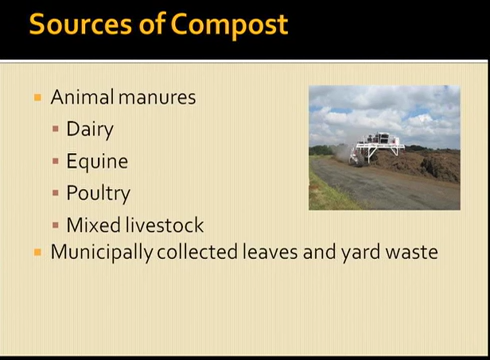 Sources of Compost
Animal manures
Dairy
Equine
Poultry
Mixed livestock
Municipally collected leaves and yard waste